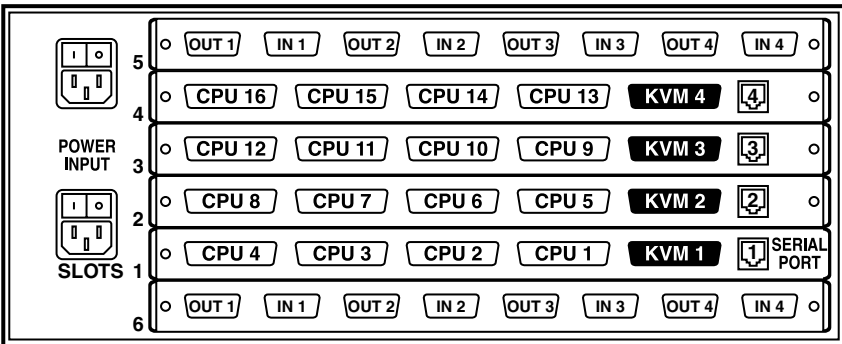 5 OUT 1 IN 1 OUT 2 IN 2 OUT 3 IN 3 OUT 4 IN 4
4 CPU 16 CPU 15 CPU 14 CPU 13 KVM 4 4
POWER
INPUT
3 CPU 12 CPU 11 CPU 10 CPU 9 KVM 3 3
2 CPU 8 CPU 7 CPU 6 CPU 5 KVM 2 2
SLOTS 1 CPU 4 CPU 3 CPU 2 CPU 1 KVM 1 1 SERIAL
PORT
6 OUT 1 IN 1 OUT 2 IN 2 OUT 3 IN 3 OUT 4 IN 4